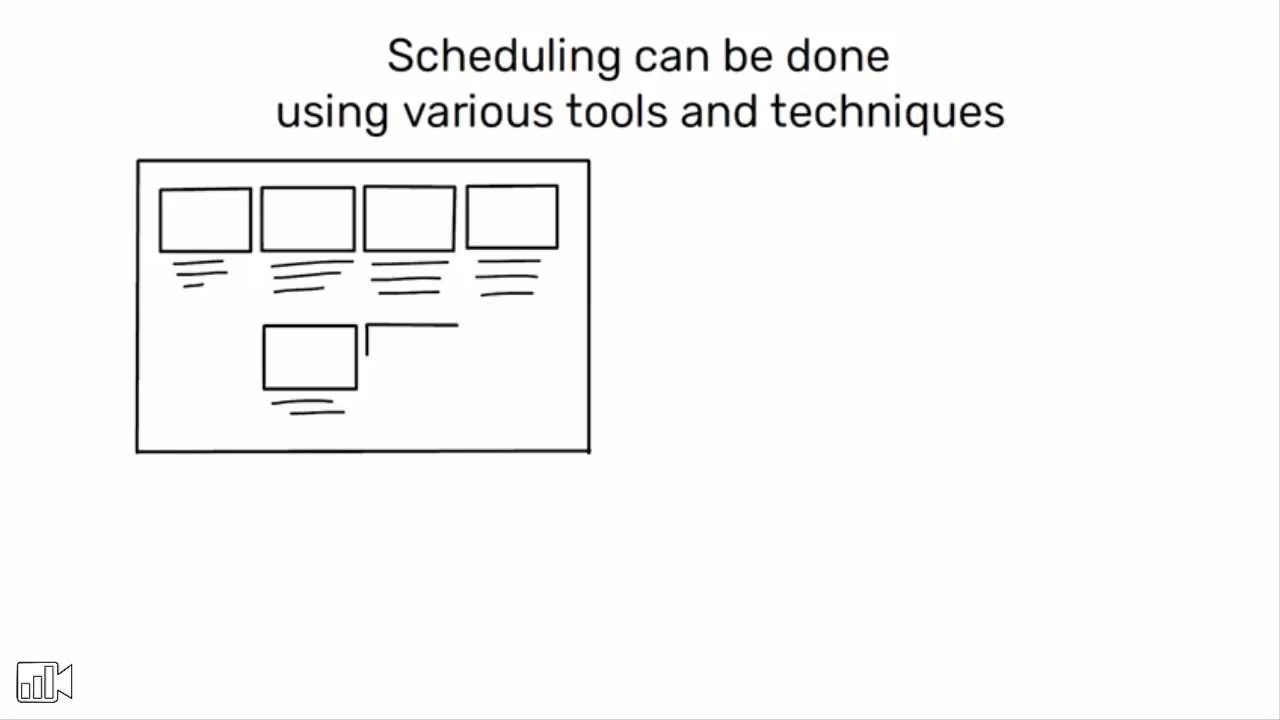 Scheduling can be done
using various tools and techniques